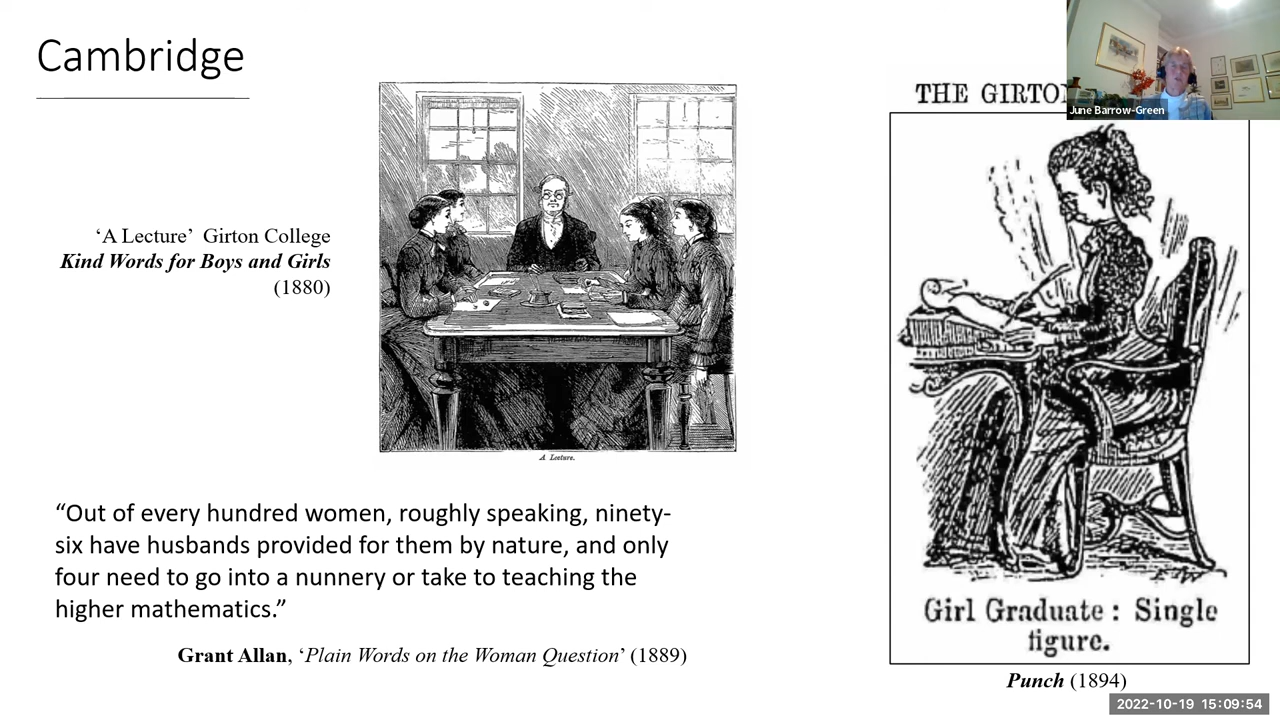 Cambridge
THE GIRTO
June Barrow-Green
‘A Lecture’ Girton College
Kind Words for Boys and Girls
(1880)
A Lecture.
“Out of every hundred women, roughly speaking, ninety-
six have husbands provided for them by nature, and only
four need to go into a nunnery or take to teaching the
higher mathematics.”
Grant Allan, ‘Plain Words on the Woman Question’ (1889)
Girl Graduate : Single
figure.
Punch (1894)
2022-10-19 15:09:54